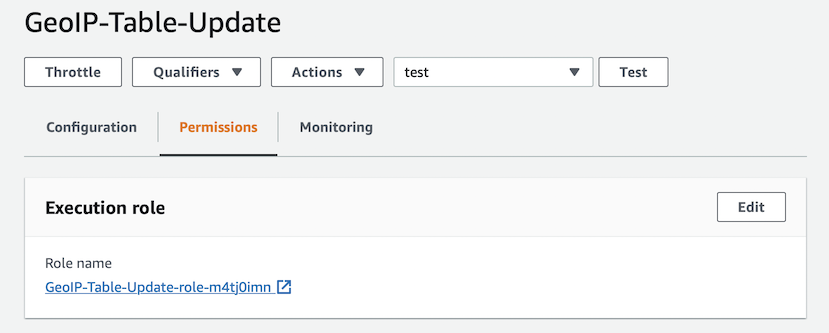 GeoIP-Table-Update
Throttle Qualifiers Actions test Test
Configuration Permissions Monitoring
Execution role Edit
Role name
GeoIP-Table-Update-role-m4tj0imn